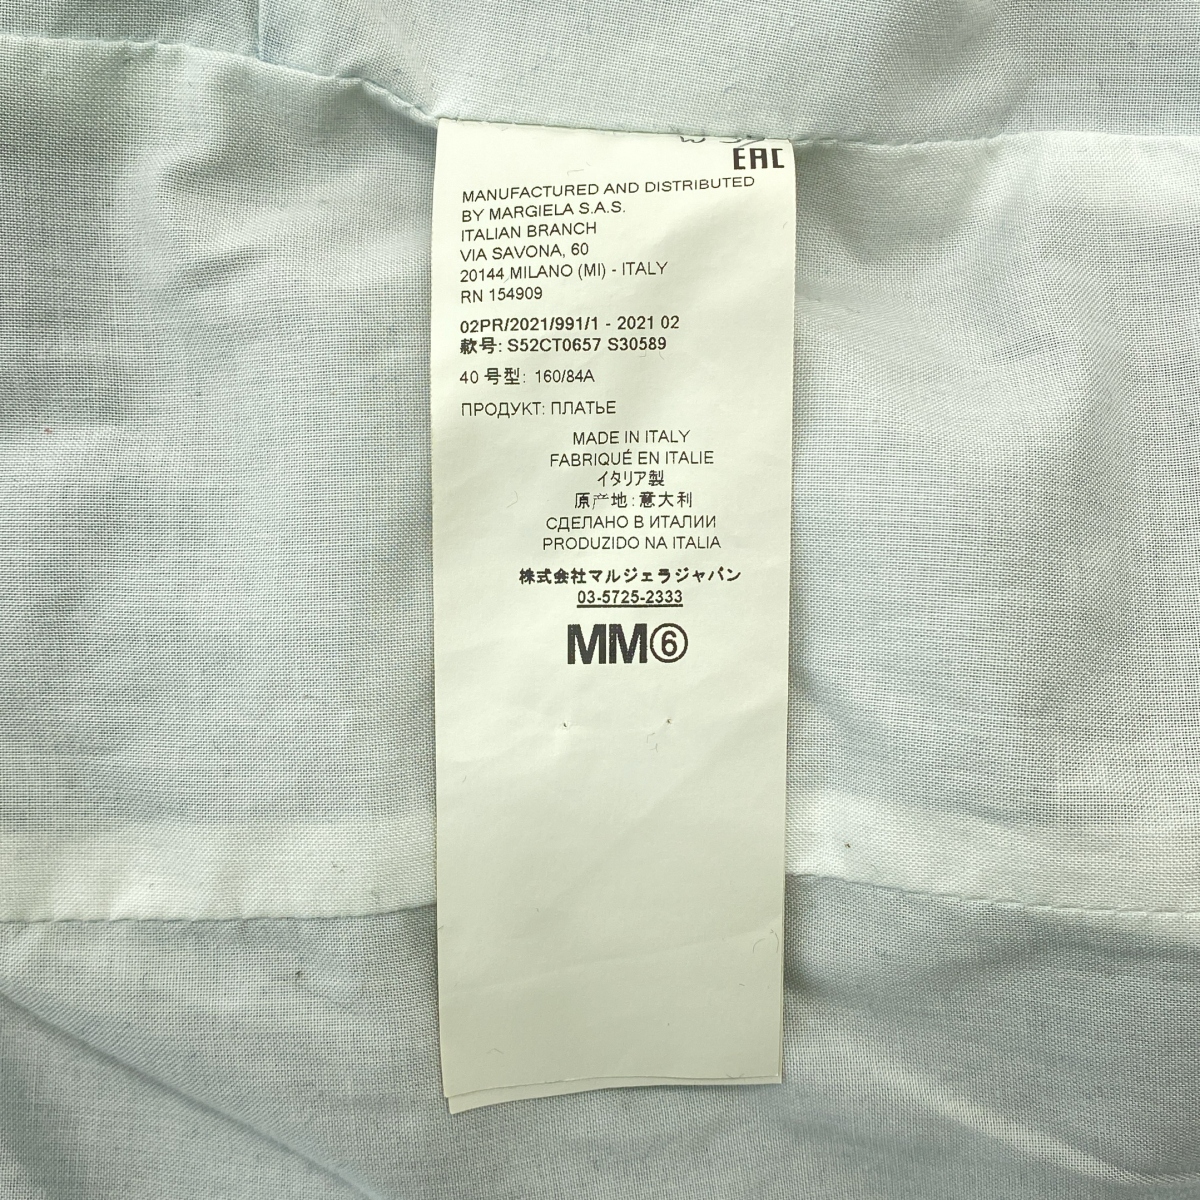 EAC
MANUFACTURED AND DISTRIBUTED
BY MARGIELA S.A.S.
ITALIAN BRANCH
VIA SAVONA, 60
20144 MILANO (MI) - ITALY
RN 154909
02PR/2021/991/1 - 2021 02
款号: S52CT0657 S30589
40 号型: 160/84A
ПРОДУКТ: ПЛАТЬЕ
MADE IN ITALY
FABRIQUÉ EN ITALIE
イタリア製
原产地:意大利
СДЕЛАНО В ИТАЛИИ
PRODUZIDO NA ITALIA
株式会社マルジェラジャパン
03-5725-2333
MM⑥